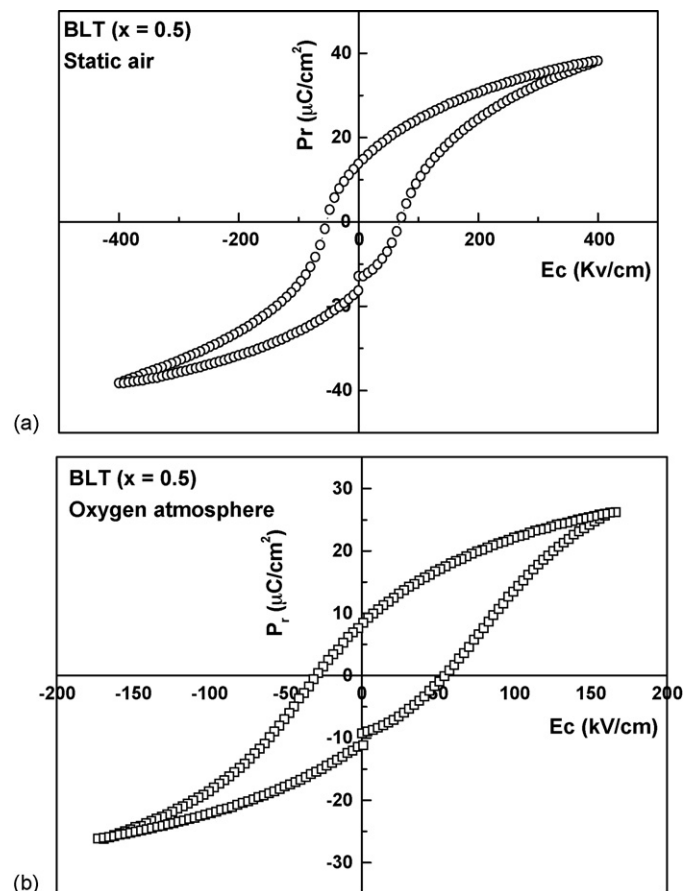 BLT (x = 0.5)
Static air
Pr (μC/cm²)
40
20
0
-400
-200
0
200
400
Ec (Kv/cm)
-40
(a)
BLT (x = 0.5)
Oxygen atmosphere
P_r (μC/cm²)
30
20
10
0
-200
-150
-100
-50
0
50
100
150
200
Ec (kV/cm)
-10
-20
-30
(b)